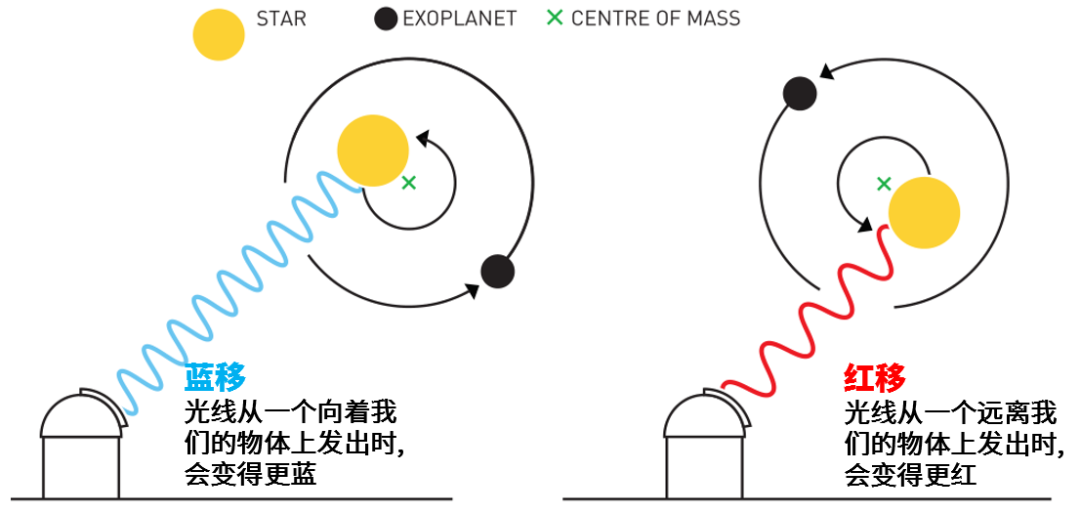 STAR
EXOPLANET
CENTRE OF MASS
蓝移
光线从一个向着我
们的物体上发出时,
会变得更蓝
红移
光线从一个远离我
们的物体上发出时,
会变得更红